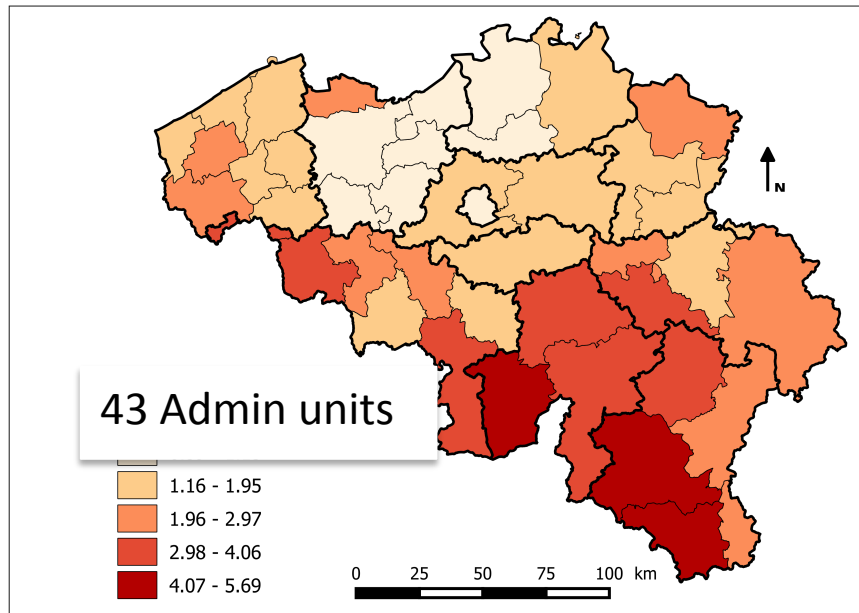 N
43 Admin units
1.16 - 1.95
1.96 - 2.97
2.98 - 4.06
4.07 - 5.69
0 25 50 75 100 km